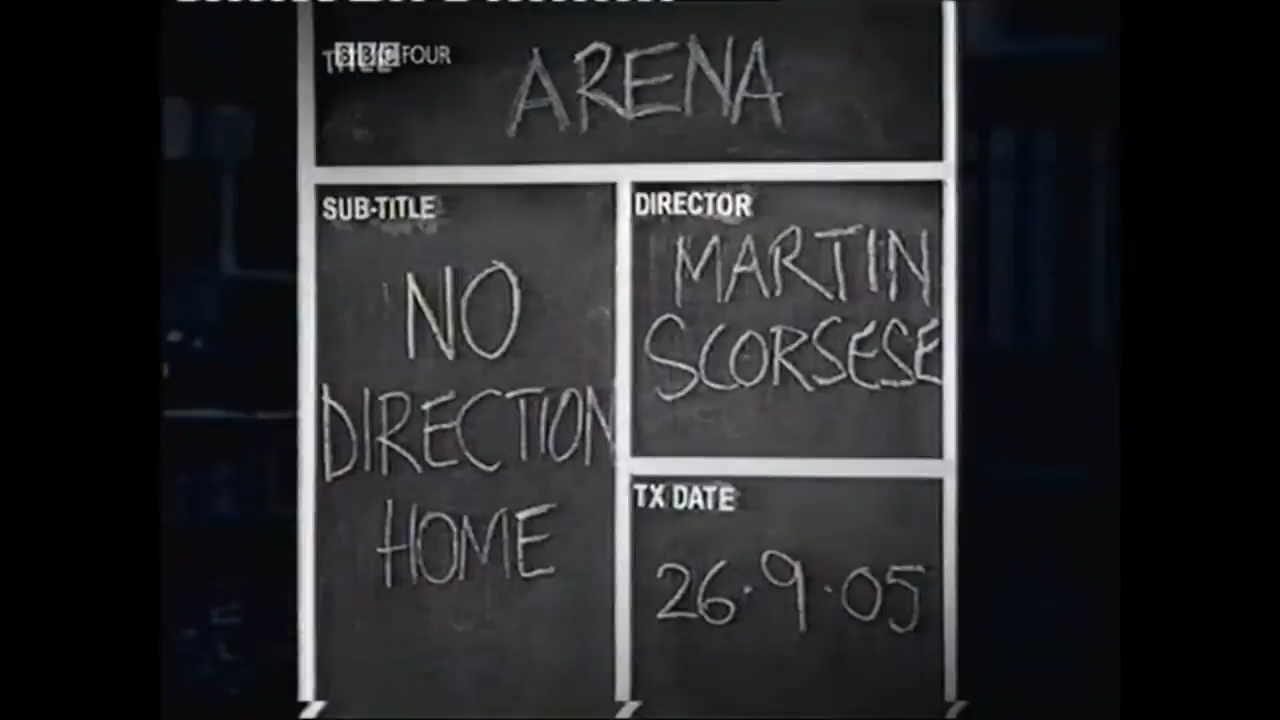 TITLE
BBC FOUR
ARENA
SUB-TITLE
NO
DIRECTION
HOME
DIRECTOR
MARTIN
SCORSESE
TX DATE
26·9·05